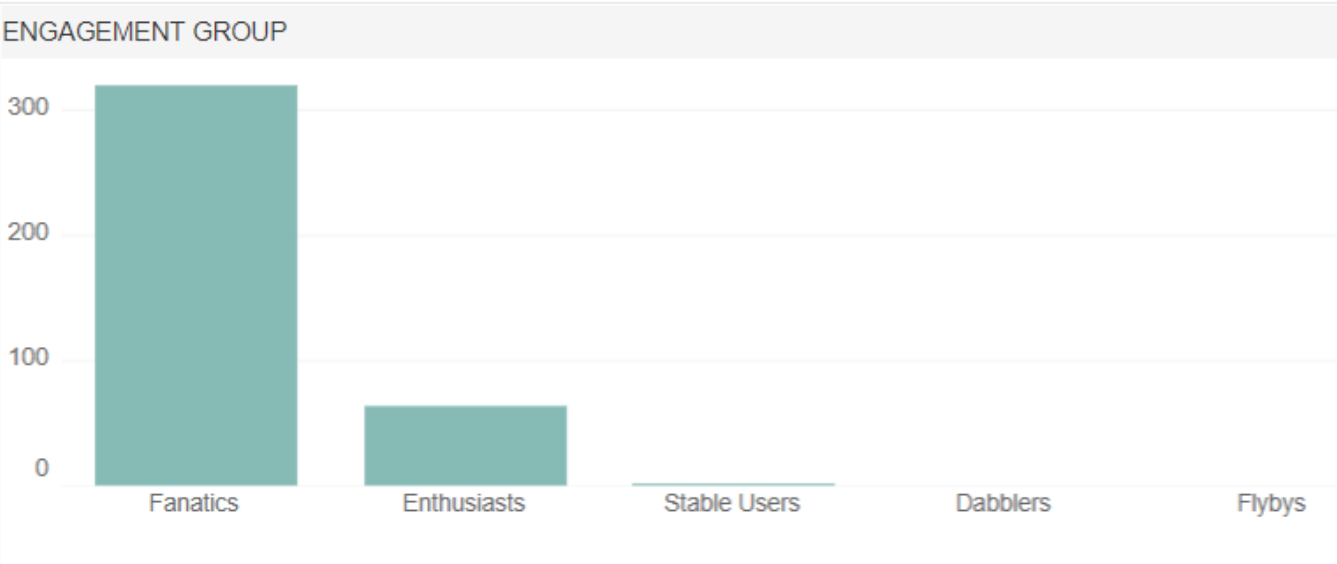 ENGAGEMENT GROUP
300
200
100
0
Fanatics Enthusiasts Stable Users Dabblers Flybys